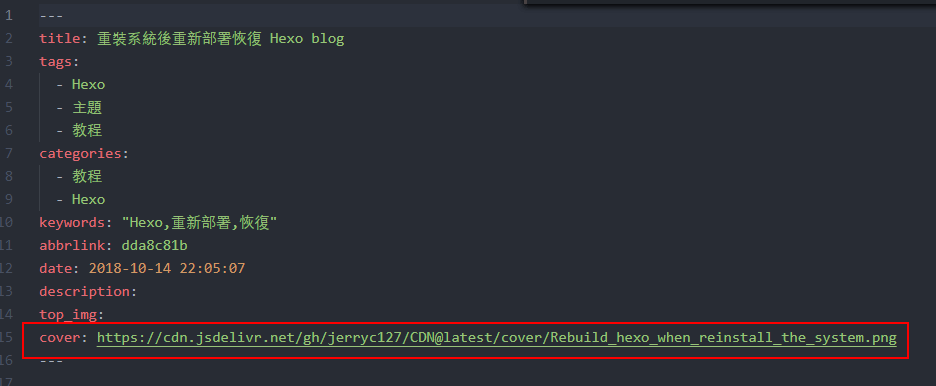 1 ---
2 title: 重裝系統後重新部署恢復 Hexo blog
3 tags:
4 - Hexo
5 - 主題
6 - 教程
7 categories:
8 - 教程
9 - Hexo
10 keywords: "Hexo,重新部署,恢復"
11 abbrlink: dda8c81b
12 date: 2018-10-14 22:05:07
13 description:
14 top_img:
15 cover: https://cdn.jsdelivr.net/gh/jerryc127/CDN@latest/cover/Rebuild_hexo_when_reinstall_the_system.png
16 ---
17